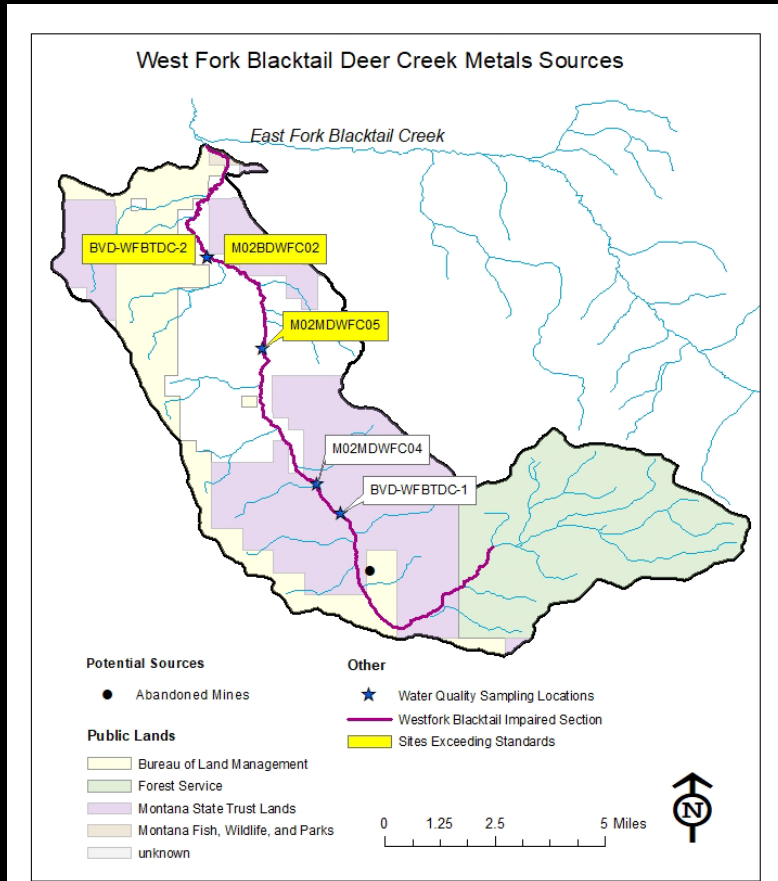 West Fork Blacktail Deer Creek Metals Sources
East Fork Blacktail Creek
BVD-WFBTDC-2
M02BDWFC02
M02MDWFC05
M02MDWFC04
BVD-WFBTDC-1
Potential Sources
Abandoned Mines
Public Lands
Bureau of Land Management
Forest Service
Montana State Trust Lands
Montana Fish, Wildlife, and Parks
unknown
Other
Water Quality Sampling Locations
Westfork Blacktail Impaired Section
Sites Exceeding Standards
0 1.25 2.5 5 Miles
N